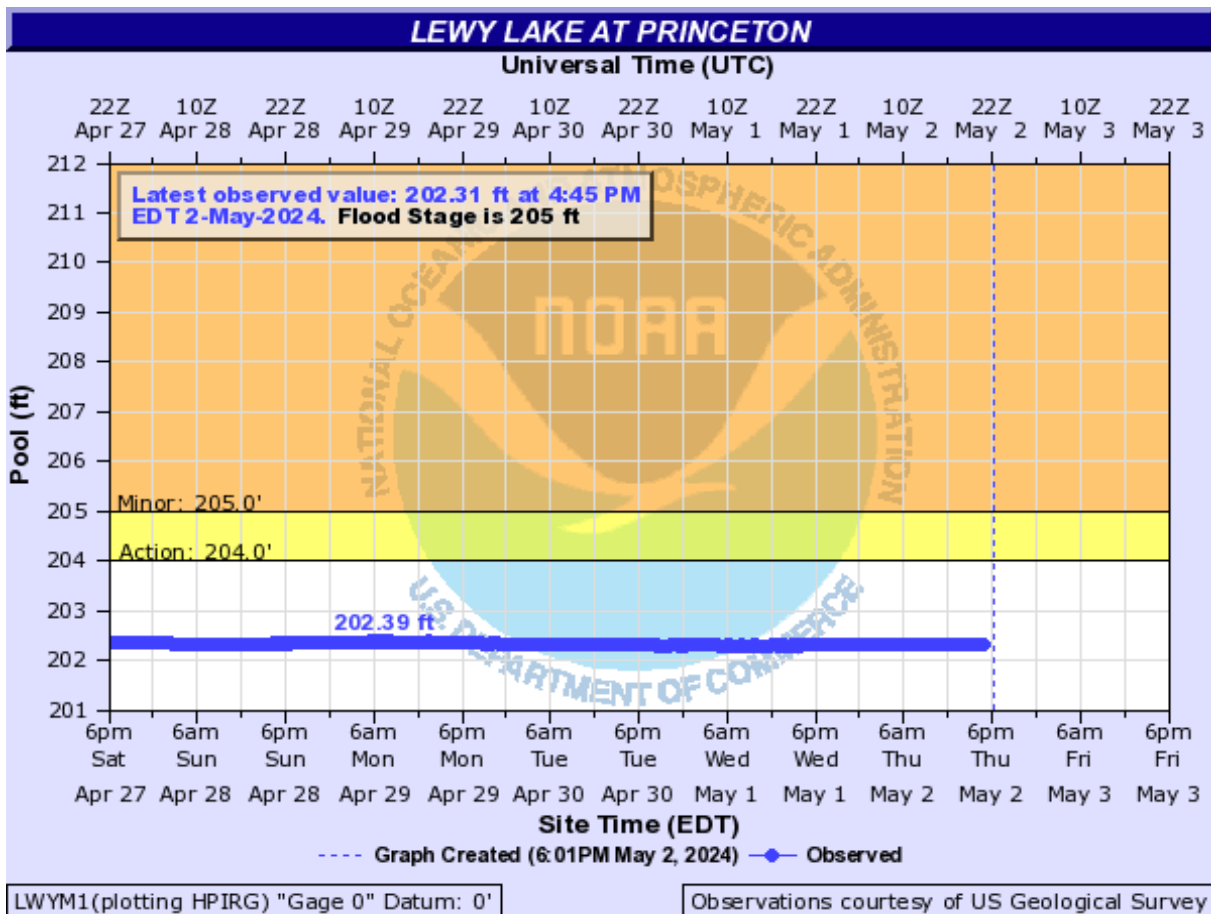 LEWY LAKE AT PRINCETON
Universal Time (UTC)
22Z 10Z 22Z 10Z 22Z 10Z 22Z 10Z 22Z 10Z 22Z 10Z 22Z
Apr 27 Apr 28 Apr 28 Apr 29 Apr 29 Apr 30 Apr 30 May 1 May 1 May 2 May 2 May 3 May 3
Latest observed value: 202.31 ft at 4:45 PM
EDT 2-May-2024. Flood Stage is 205 ft
NATIONAL OCEANIC AND ATMOSPHERIC ADMINISTRATION
NOAA
U.S. DEPARTMENT OF COMMERCE
Pool (ft)
212
211
210
209
208
207
206
205
204
203
202
201
Minor: 205.0'
Action: 204.0'
202.39 ft
6pm 6am 6pm 6am 6pm 6am 6pm 6am 6pm 6am 6pm 6am 6pm
Sat Sun Sun Mon Mon Tue Tue Wed Wed Thu Thu Fri Fri
Apr 27 Apr 28 Apr 28 Apr 29 Apr 29 Apr 30 Apr 30 May 1 May 1 May 2 May 2 May 3 May 3
Site Time (EDT)
Graph Created (6:01PM May 2, 2024) Observed
LWYM1(plotting HPIRG) "Gage 0" Datum: 0'
Observations courtesy of US Geological Survey